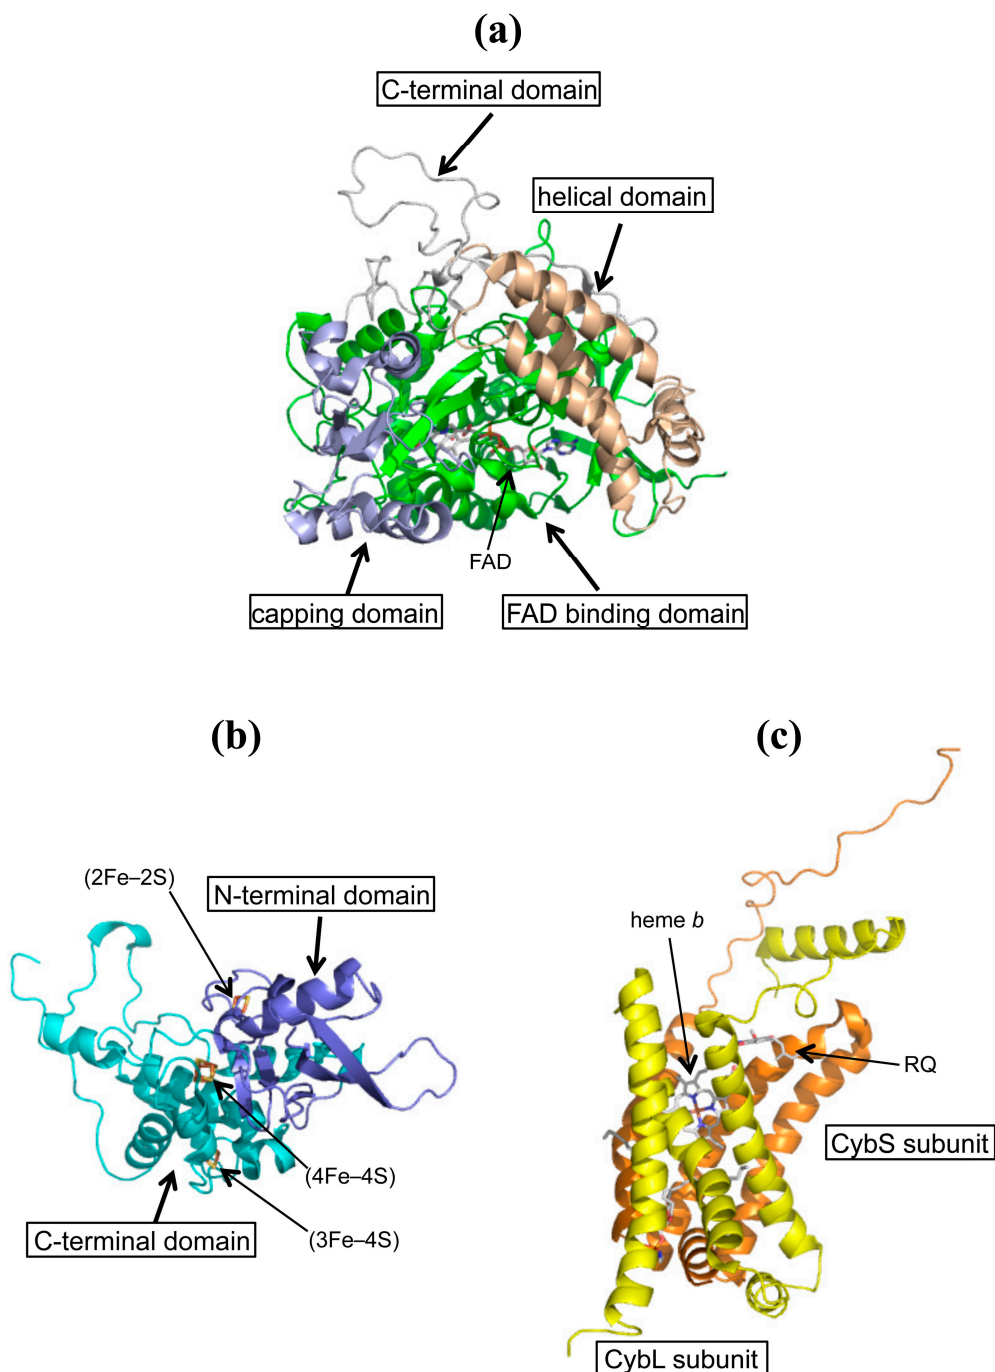 (a)
C-terminal domain
helical domain
FAD
capping domain
FAD binding domain
(b)
(c)
(2Fe–2S)
N-terminal domain
heme b
RQ
CybS subunit
(4Fe–4S)
C-terminal domain
(3Fe–4S)
CybL subunit